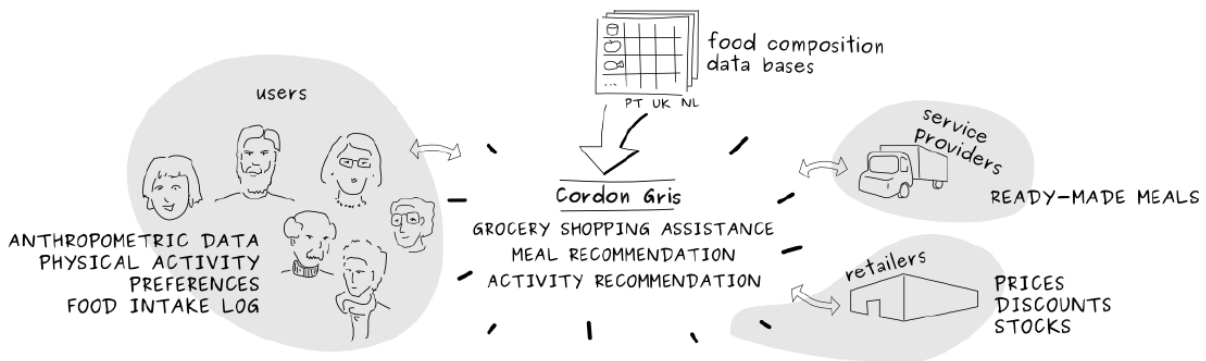 food composition
data bases
PT UK NL
users
ANTHROPOMETRIC DATA
PHYSICAL ACTIVITY
PREFERENCES
FOOD INTAKE LOG
Cordon Gris
GROCERY SHOPPING ASSISTANCE
MEAL RECOMMENDATION
ACTIVITY RECOMMENDATION
service
providers
READY-MADE MEALS
retailers
PRICES
DISCOUNTS
STOCKS